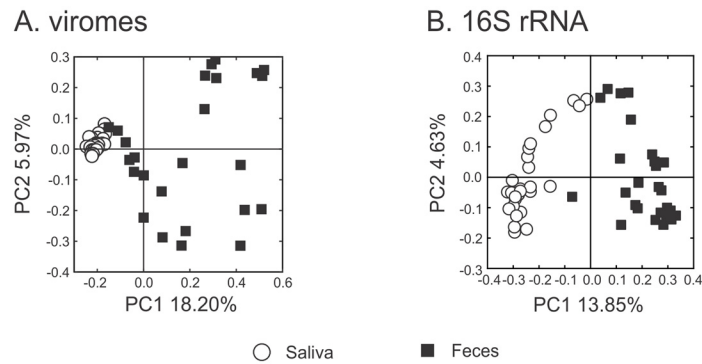 A. viromes
B. 16S rRNA
0.3
0.2
0.1
0.0
-0.1
-0.2
-0.3
-0.4
PC2 5.97%
-0.2 0.0 0.2 0.4 0.6
PC1 18.20%
0.4
0.3
0.2
0.1
0.0
-0.1
-0.2
-0.3
PC2 4.63%
-0.4 -0.3 -0.2 -0.1 0.0 0.1 0.2 0.3 0.4
PC1 13.85%
Saliva
Feces